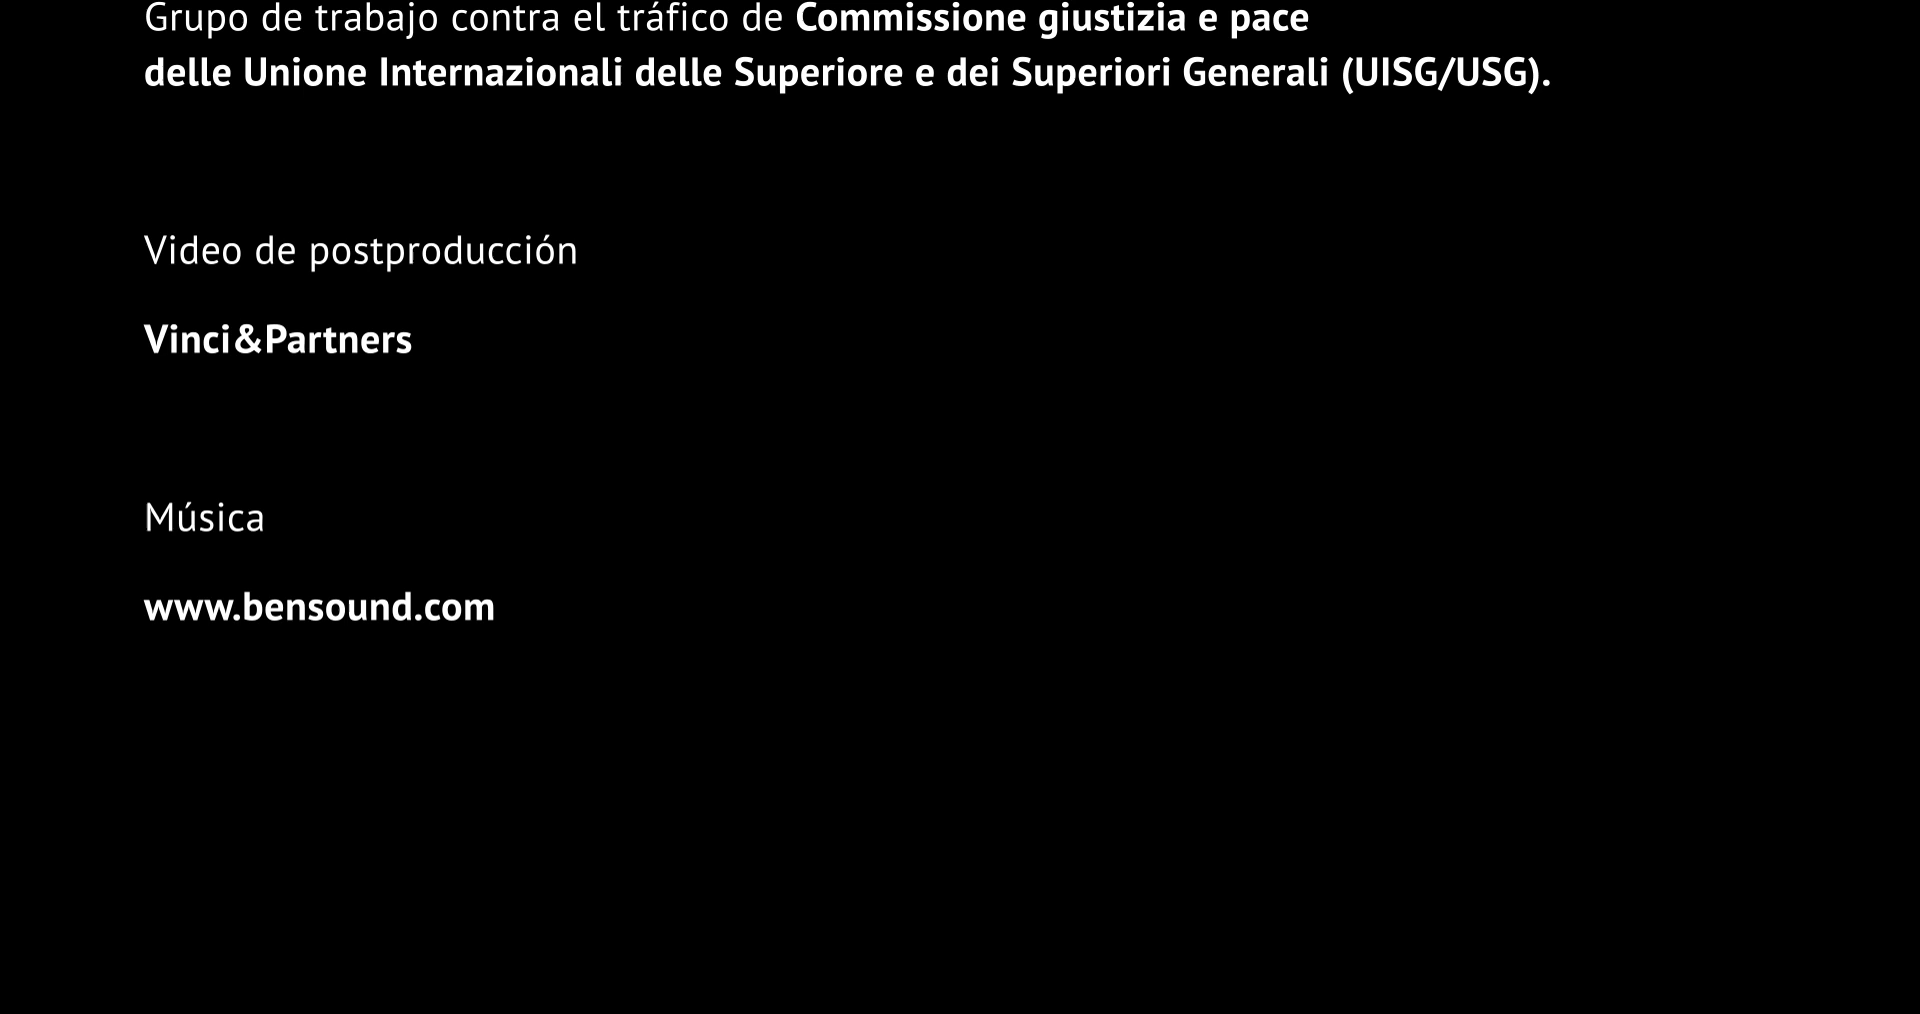 Grupo de trabajo contra el tráfico de Commissione giustizia e pace
delle Unione Internazionali delle Superiore e dei Superiori Generali (UISG/USG).
Video de postproducción
Vinci&Partners
Música
www.bensound.com